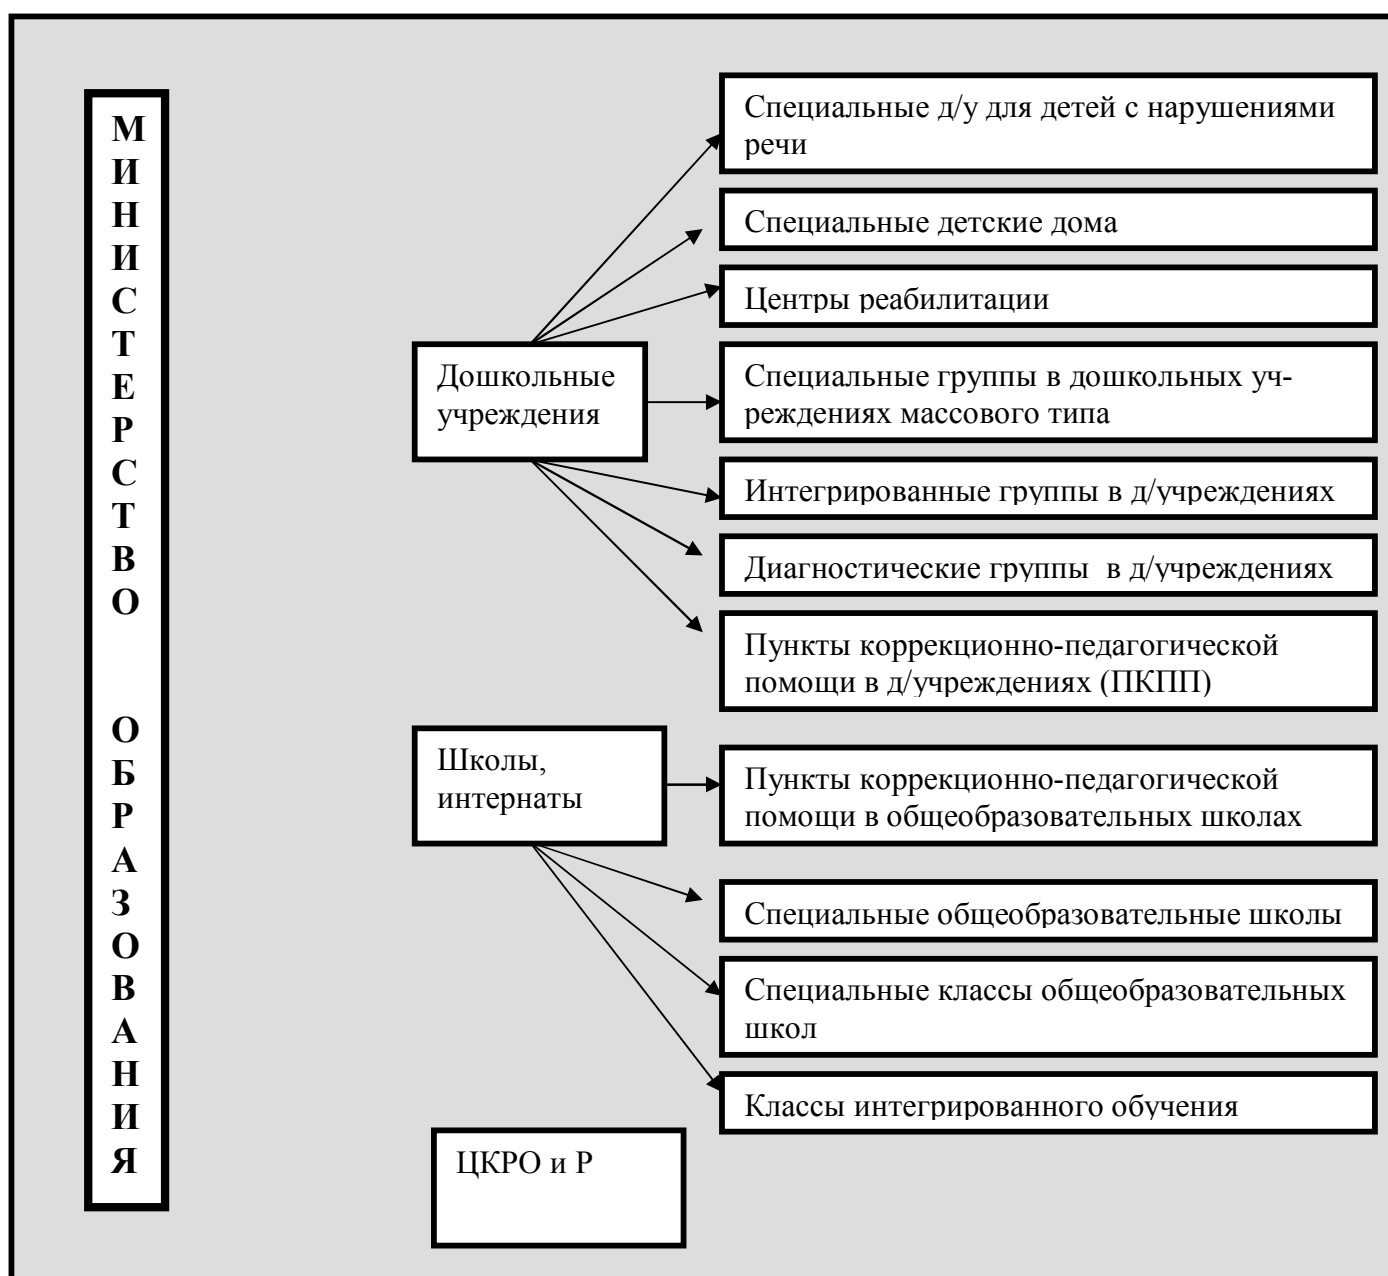 МИНИСТЕРСТВО ОБРАЗОВАНИЯ
Специальные д/у для детей с нарушениями
речи
Специальные детские дома
Центры реабилитации
Дошкольные
учреждения
Специальные группы в дошкольных уч-
реждениях массового типа
Интегрированные группы в д/учреждениях
Диагностические группы в д/учреждениях
Пункты коррекционно-педагогической
помощи в д/учреждениях (ПКПП)
Школы,
интернаты
Пункты коррекционно-педагогической
помощи в общеобразовательных школах
Специальные общеобразовательные школы
Специальные классы общеобразовательных
школ
Классы интегрированного обучения
ЦКРО и Р